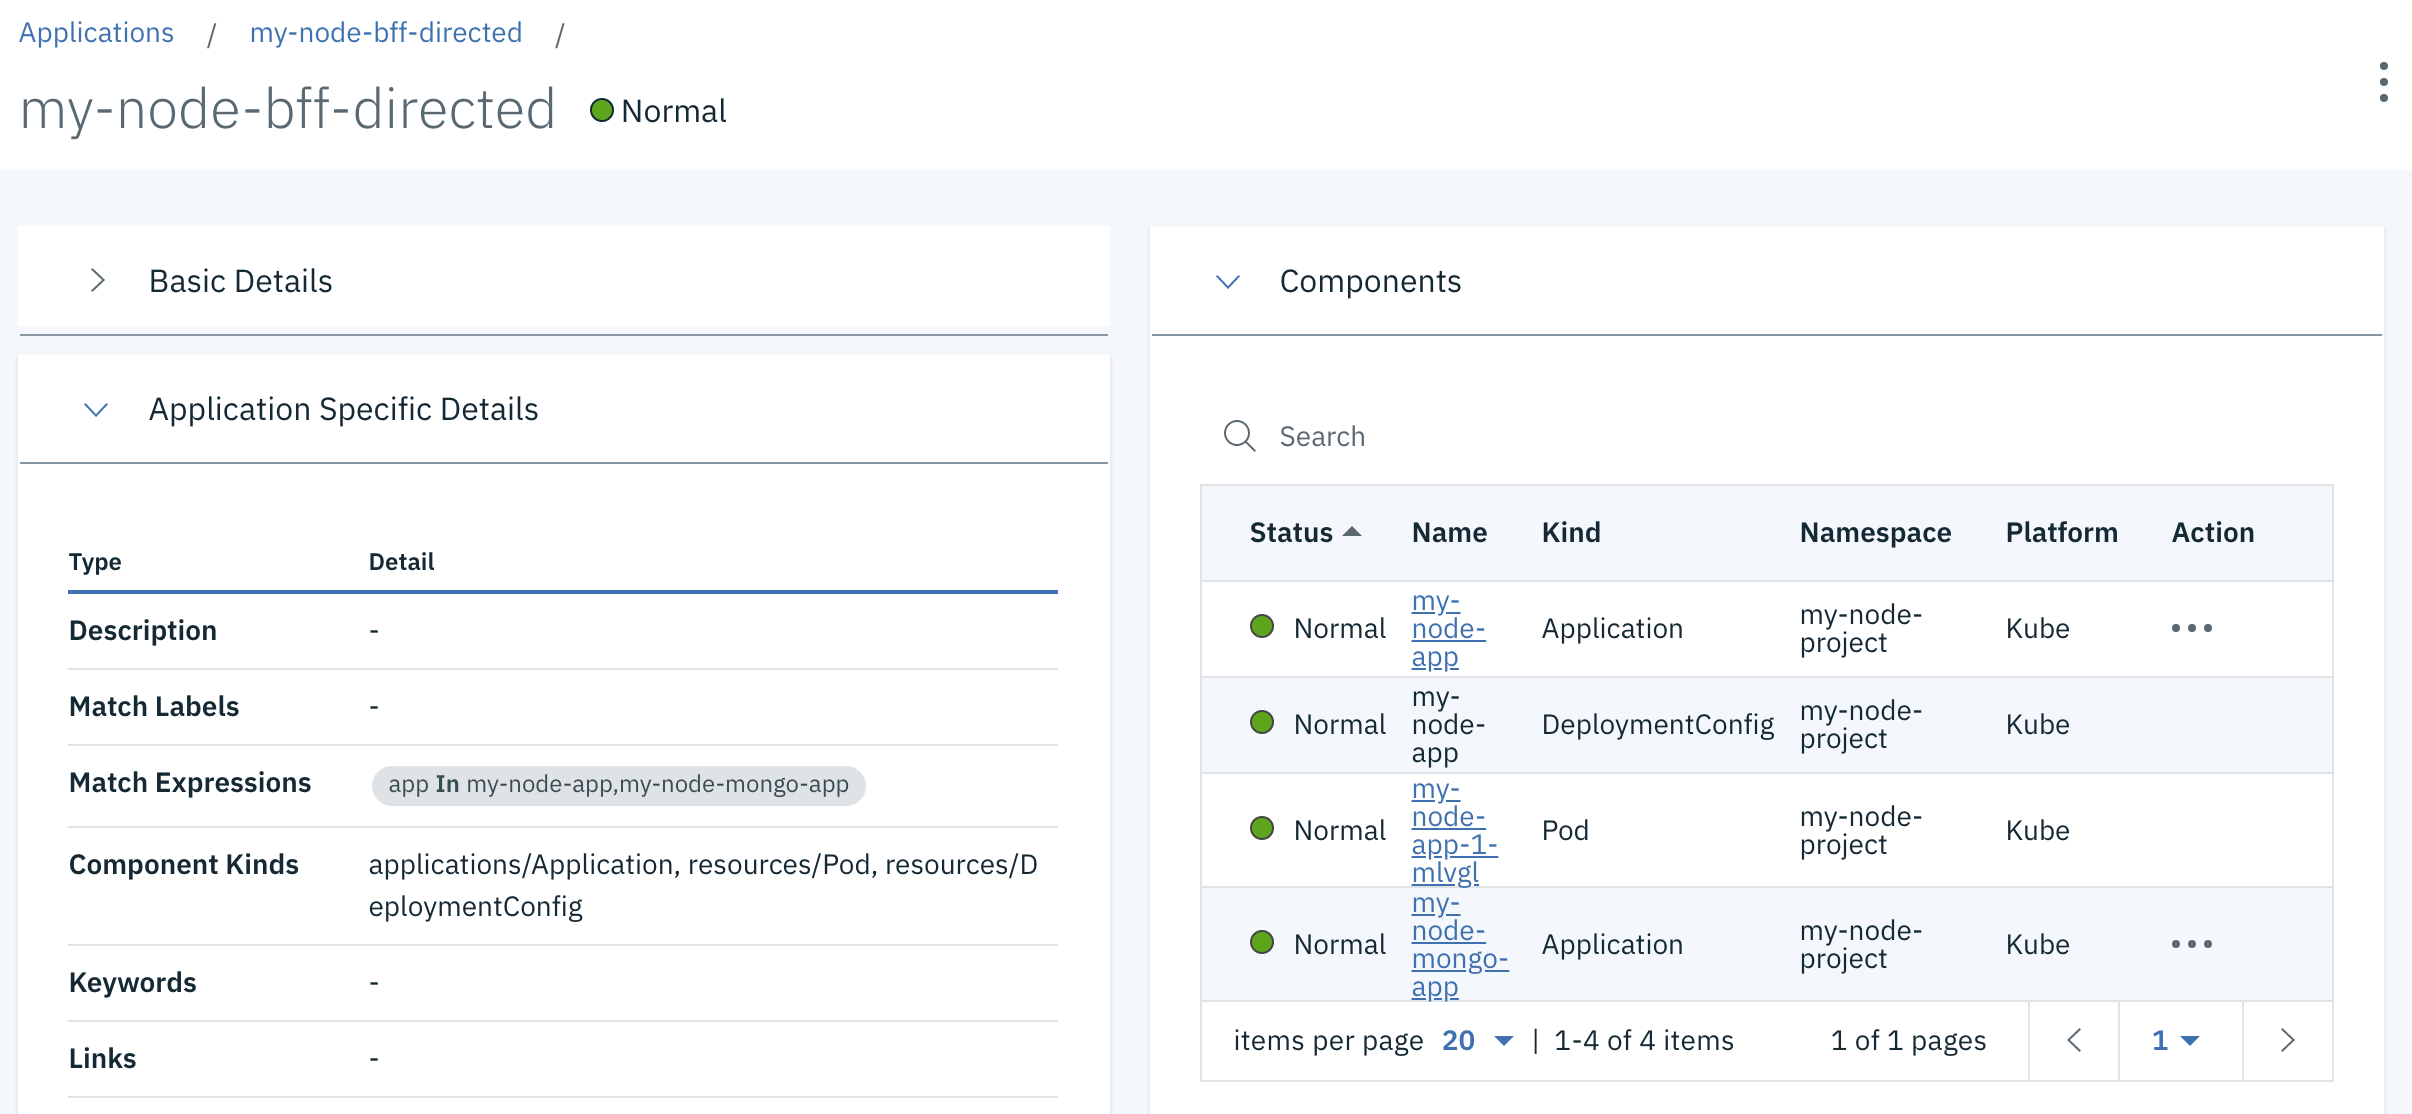 Applications / my-node-bff-directed /
my-node-bff-directed Normal
Basic Details
Application Specific Details
Type Detail
Description -
Match Labels -
Match Expressions app In my-node-app,my-node-mongo-app
Component Kinds applications/Application, resources/Pod, resources/D
eploymentConfig
Keywords -
Links -
Components
Search
Status Name Kind Namespace Platform Action
my-
node-
app
Normal Application my-node-
project Kube
my-
node-
app
Normal DeploymentConfig my-node-
project Kube
my-
node-
app-1-
mlvgl
Normal Pod my-node-
project Kube
my-
node-
mongo-
app
Normal Application my-node-
project Kube
items per page 20 | 1-4 of 4 items 1 of 1 pages 1